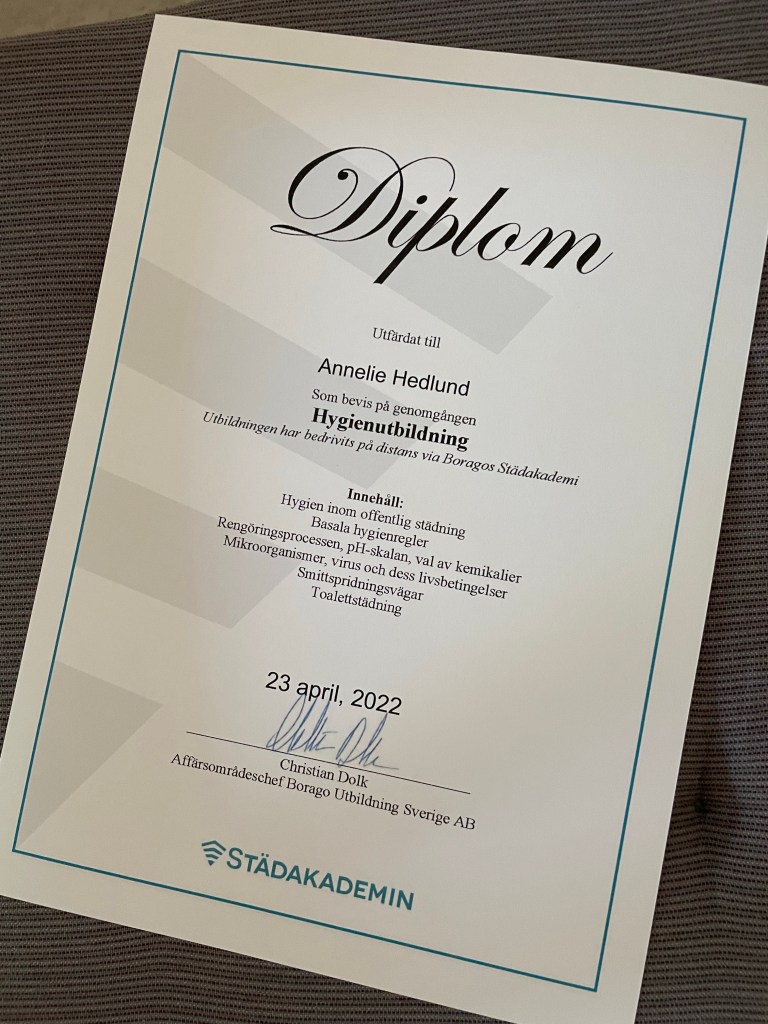 Diplom
Utfärdat till
Annelie Hedlund
Som bevis på genomgången
Hygienutbildning
Utbildningen har bedrivits på distans via Boragos Städakademi
Innehåll:
Hygien inom offentlig städning
Basala hygienregler
Rengöringsprocessen, pH-skalan, val av kemikalier
Mikroorganismer, virus och dess livsbetingelser
Smittspridningsvägar
Toalettstädning
23 april, 2022
Christian Dolk
Affärsområdeschef Borago Utbildning Sverige AB
STÄDAKADEMIN